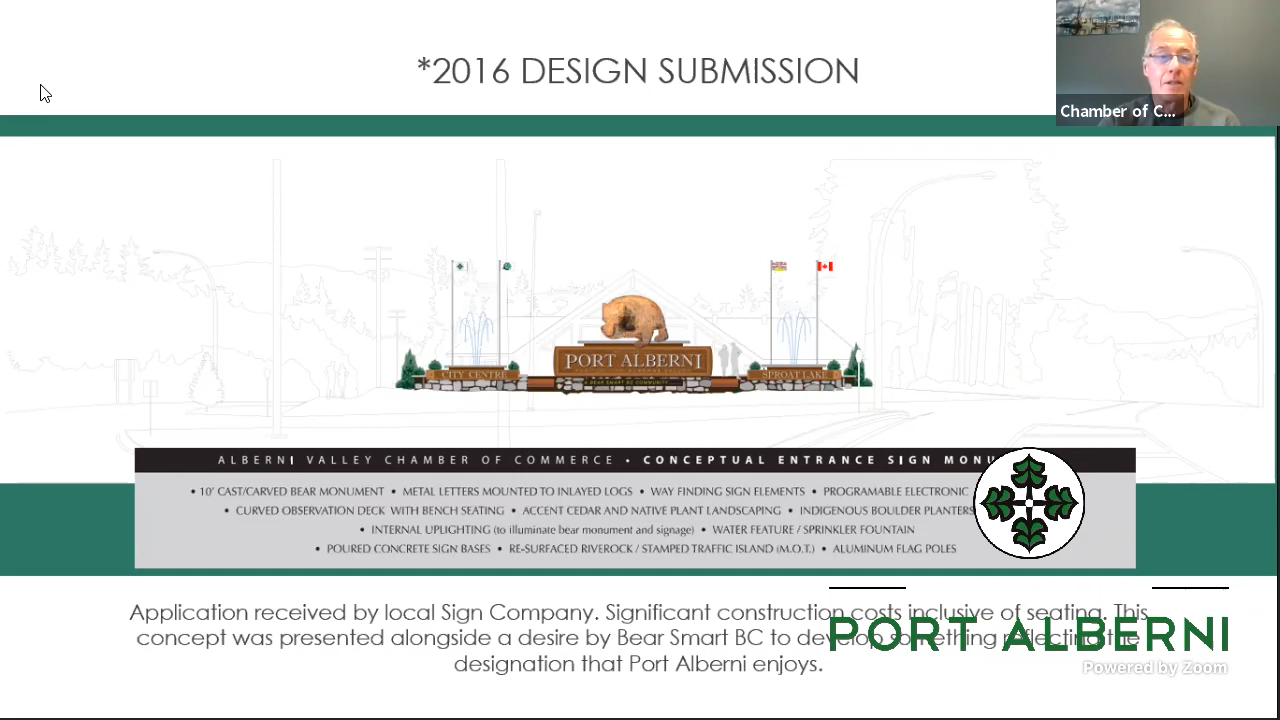 *2016 DESIGN SUBMISSION
Chamber of C...
PORT ALBERNI
CITY CENTRE
SPROAT LAKE
A BEAR SMART BC COMMUNITY
ALBERNI VALLEY CHAMBER OF COMMERCE • CONCEPTUAL ENTRANCE SIGN MONU
• 10' CAST/CARVED BEAR MONUMENT • METAL LETTERS MOUNTED TO INLAYED LOGS • WAY FINDING SIGN ELEMENTS • PROGRAMABLE ELECTRONIC
• CURVED OBSERVATION DECK WITH BENCH SEATING • ACCENT CEDAR AND NATIVE PLANT LANDSCAPNG • INDIGENOUS BOULDER PLANTERS
• INTERNAL UPLIGHTING (to illuminate bear monument and signage) • WATER FEATURE / SPRINKLER FOUNTAIN
• POURED CONCRETE SIGN BASES • RE-SURFACED RIVEROCK / STAMPED TRAFFIC ISLAND (M.O.T.) • ALUMINUM FLAG POLES
Application received by local Sign Company. Significant construction costs inclusive of seating. This
concept was presented alongside a desire by Bear Smart BC to develop something reflecting the
designation that Port Alberni enjoys.
PORT ALBERNI
Powered by Zoom